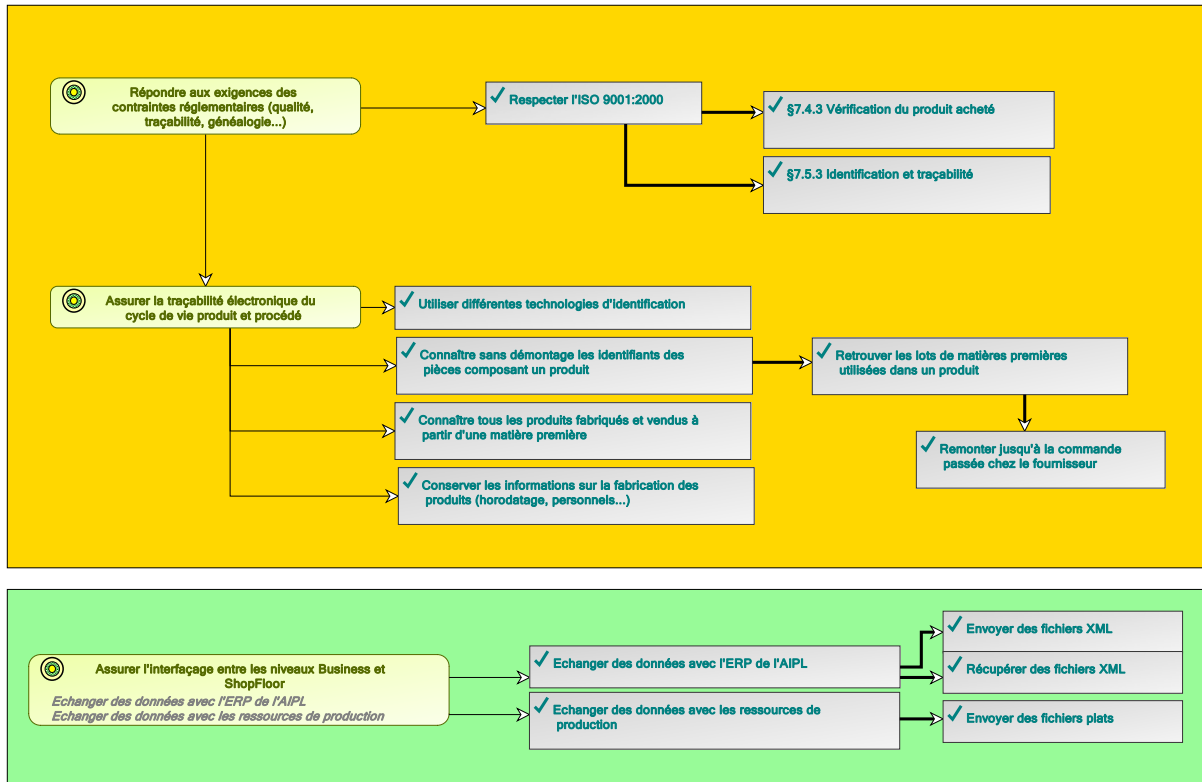 Répondre aux exigences des
contraintes réglementaires (qualité,
traçabilité, généalogie...)
Respecter l'ISO 9001:2000
§7.4.3 Vérification du produit acheté
§7.5.3 Identification et traçabilité
Assurer la traçabilité électronique du
cycle de vie produit et procédé
Utiliser différentes technologies d'identification
Connaître sans démontage les identifiants des
pièces composant un produit
Retrouver les lots de matières premières
utilisées dans un produit
Connaître tous les produits fabriqués et vendus à
partir d'une matière première
Remonter jusqu'à la commande
passée chez le fournisseur
Conserver les informations sur la fabrication des
produits (horodatage, personnels...)
Assurer l'interfaçage entre les niveaux Business et
ShopFloor
Echanger des données avec l'ERP de l'AIPL
Echanger des données avec les ressources de production
Echanger des données avec l'ERP de l'AIPL
Envoyer des fichiers XML
Récupérer des fichiers XML
Echanger des données avec les ressources de
production
Envoyer des fichiers plats